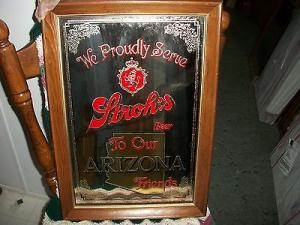 We Proudly Serve
Stroh's
Beer
To Our
ARIZONA
Friends